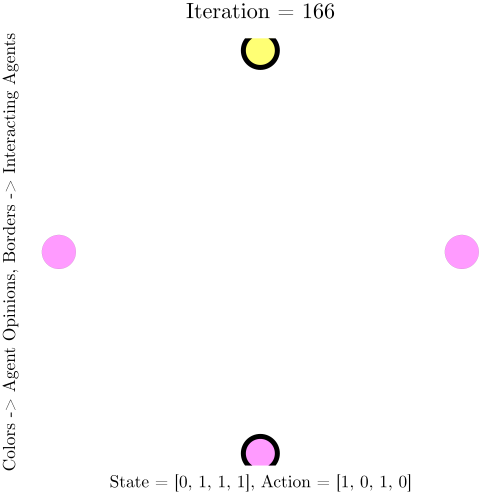 Iteration = 166
Colors -> Agent Opinions, Borders -> Interacting Agents
State = [0, 1, 1, 1], Action = [1, 0, 1, 0]